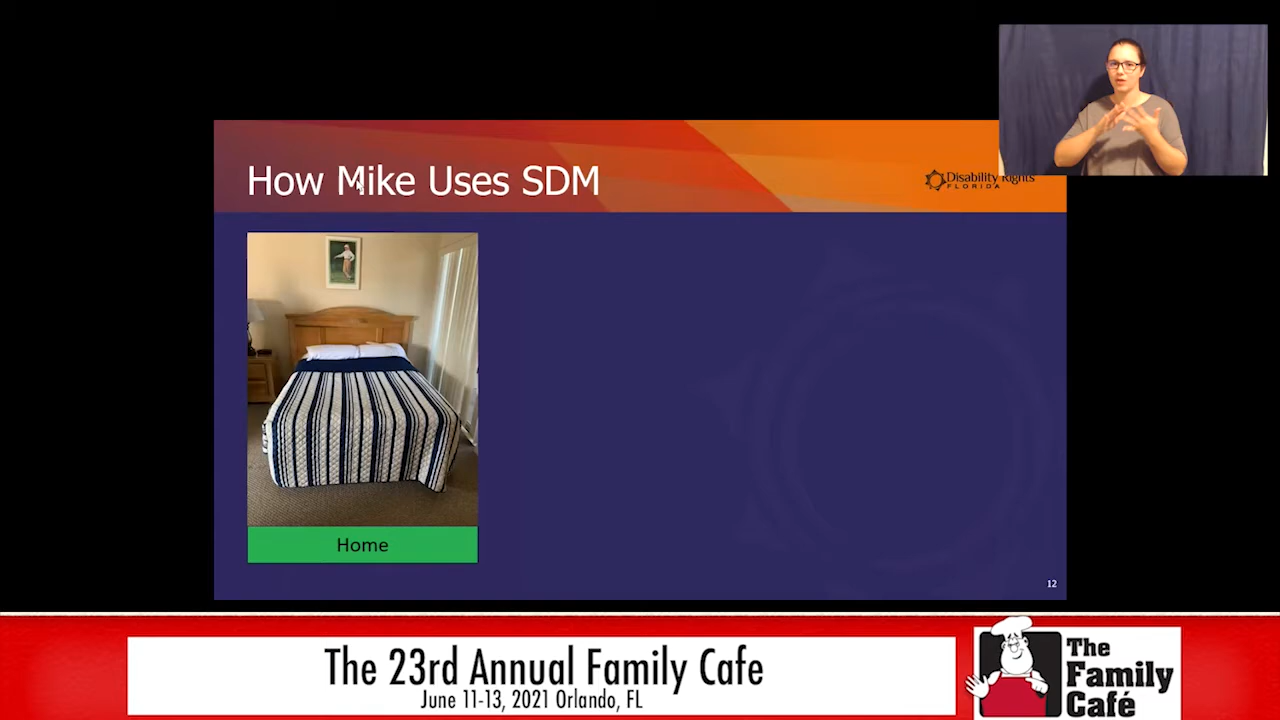 How Mike Uses SDM
Disability Rights
FLORIDA
Home
12
The 23rd Annual Family Cafe
June 11-13, 2021 Orlando, FL
The
Family
Café